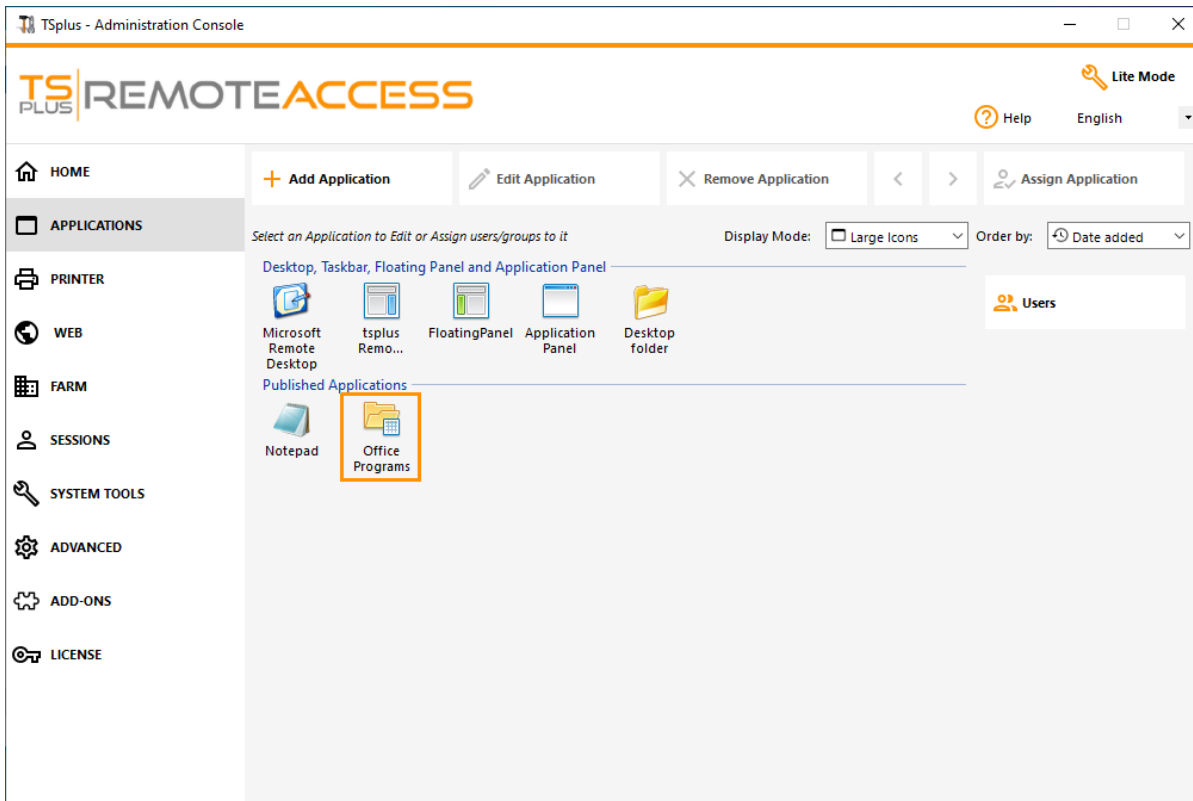 TSplus - Administration Console
TS PLUS REMOTEACCESS
Lite Mode
Help English
HOME
APPLICATIONS
PRINTER
WEB
FARM
SESSIONS
SYSTEM TOOLS
ADVANCED
ADD-ONS
LICENSE
Add Application Edit Application Remove Application Assign Application
Select an Application to Edit or Assign users/groups to it Display Mode: Large Icons Order by: Date added
Desktop, Taskbar, Floating Panel and Application Panel
Microsoft Remote Desktop
tsplus Remo...
FloatingPanel
Application Panel
Desktop folder
Users
Published Applications
Notepad
Office Programs